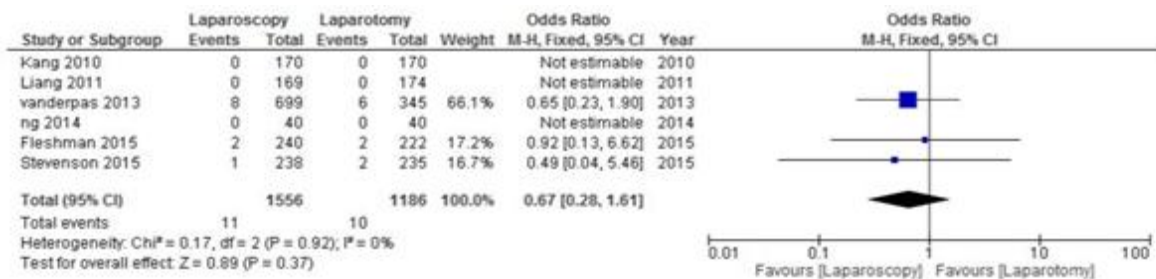 Laparoscopy Laparotomy Odds Ratio Odds Ratio
Study or Subgroup Events Total Events Total Weight M-H, Fixed, 95% CI Year M-H, Fixed, 95% CI
Kang 2010 0 170 0 170 Not estimable 2010
Liang 2011 0 169 0 174 Not estimable 2011
vanderpas 2013 8 699 6 345 66.1% 0.65 [0.23, 1.90] 2013
ng 2014 0 40 0 40 Not estimable 2014
Fleshman 2015 2 240 2 222 17.2% 0.92 [0.13, 6.62] 2015
Stevenson 2015 1 238 2 235 16.7% 0.49 [0.04, 5.46] 2015
Total (95% CI) 1556 1186 100.0% 0.67 [0.28, 1.61]
Total events 11 10
Heterogeneity: Chi² = 0.17, df = 2 (P = 0.92); I² = 0%
Test for overall effect: Z = 0.89 (P = 0.37)
0.01 0.1 1 10 100
Favours [Laparoscopy] Favours [Laparotomy]